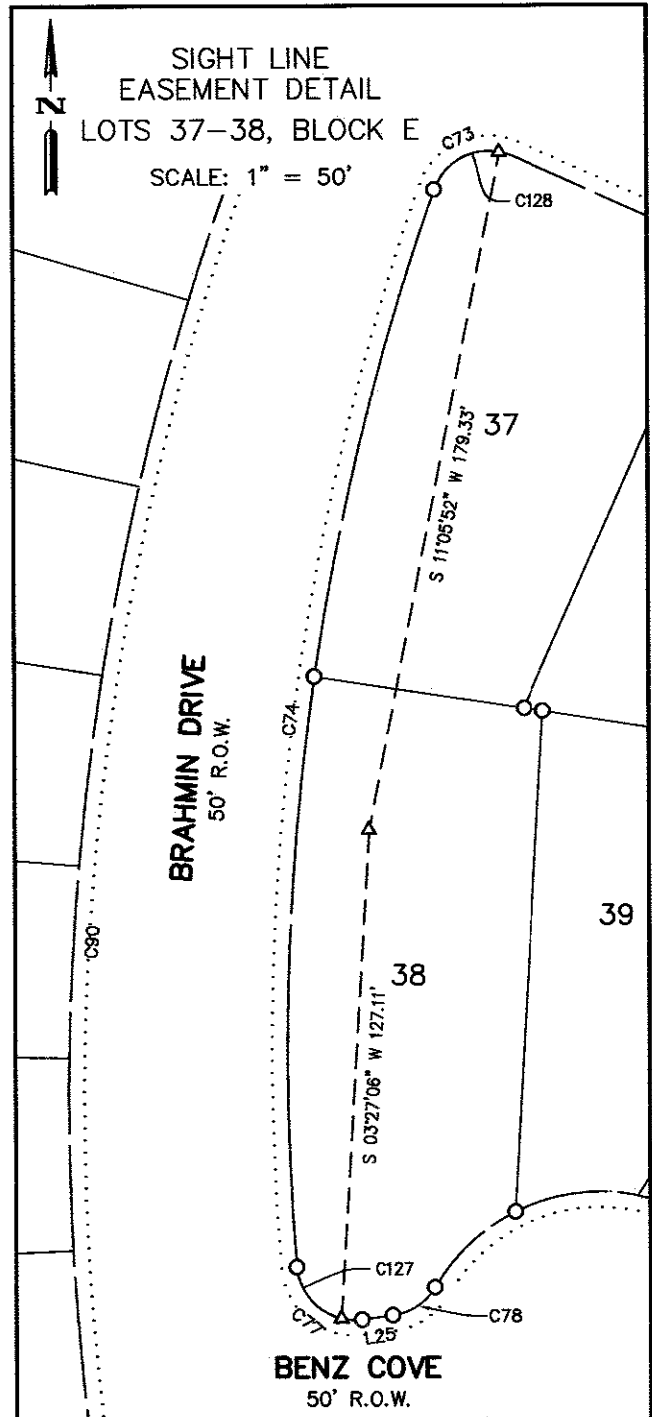 SIGHT LINE
EASEMENT DETAIL
N
LOTS 37-38, BLOCK E
SCALE: 1" = 50'
C73
C128
37
S 11°05'52" W 179.33'
C74
BRAHMIN DRIVE
50' R.O.W.
39
C90
38
S 03°27'06" W 127.11'
C127
C77
L25
C78
BENZ COVE
50' R.O.W.